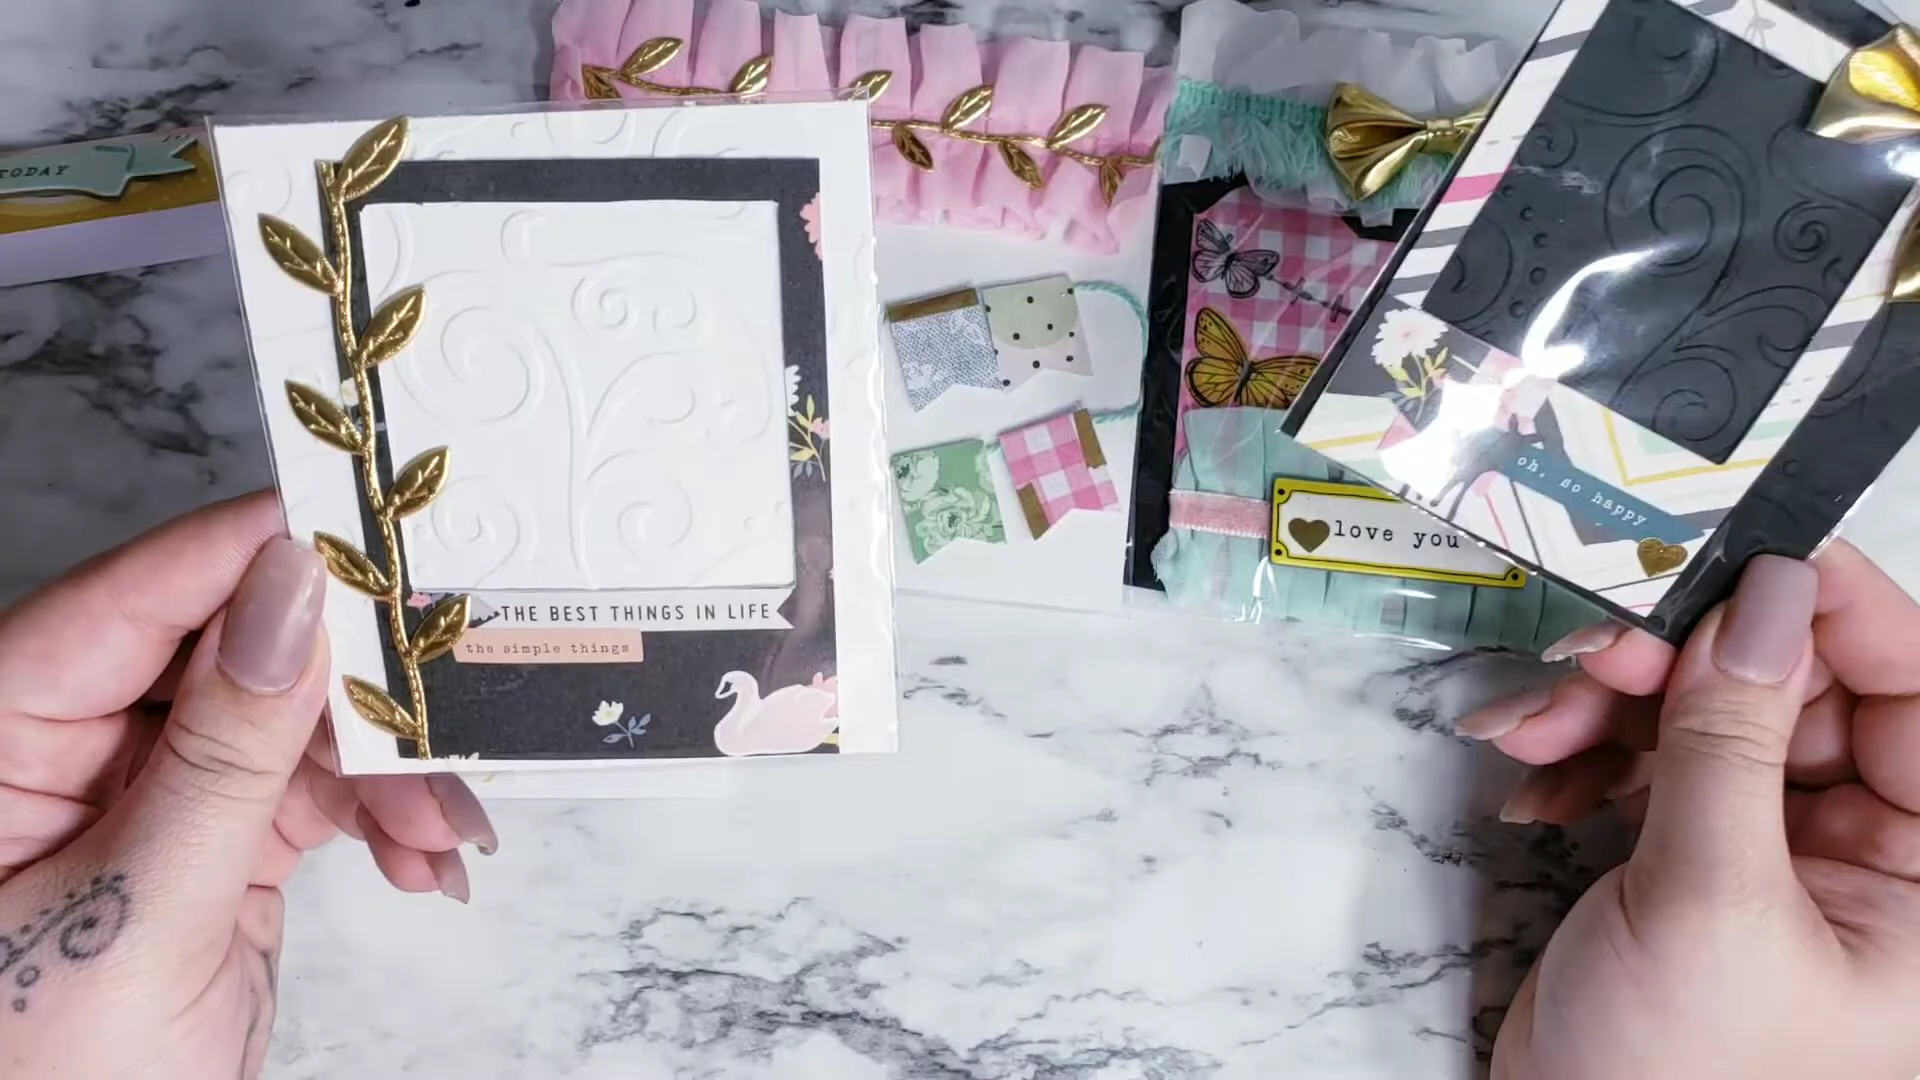 TODAY
THE BEST THINGS IN LIFE
the simple things
love you
oh, so happy